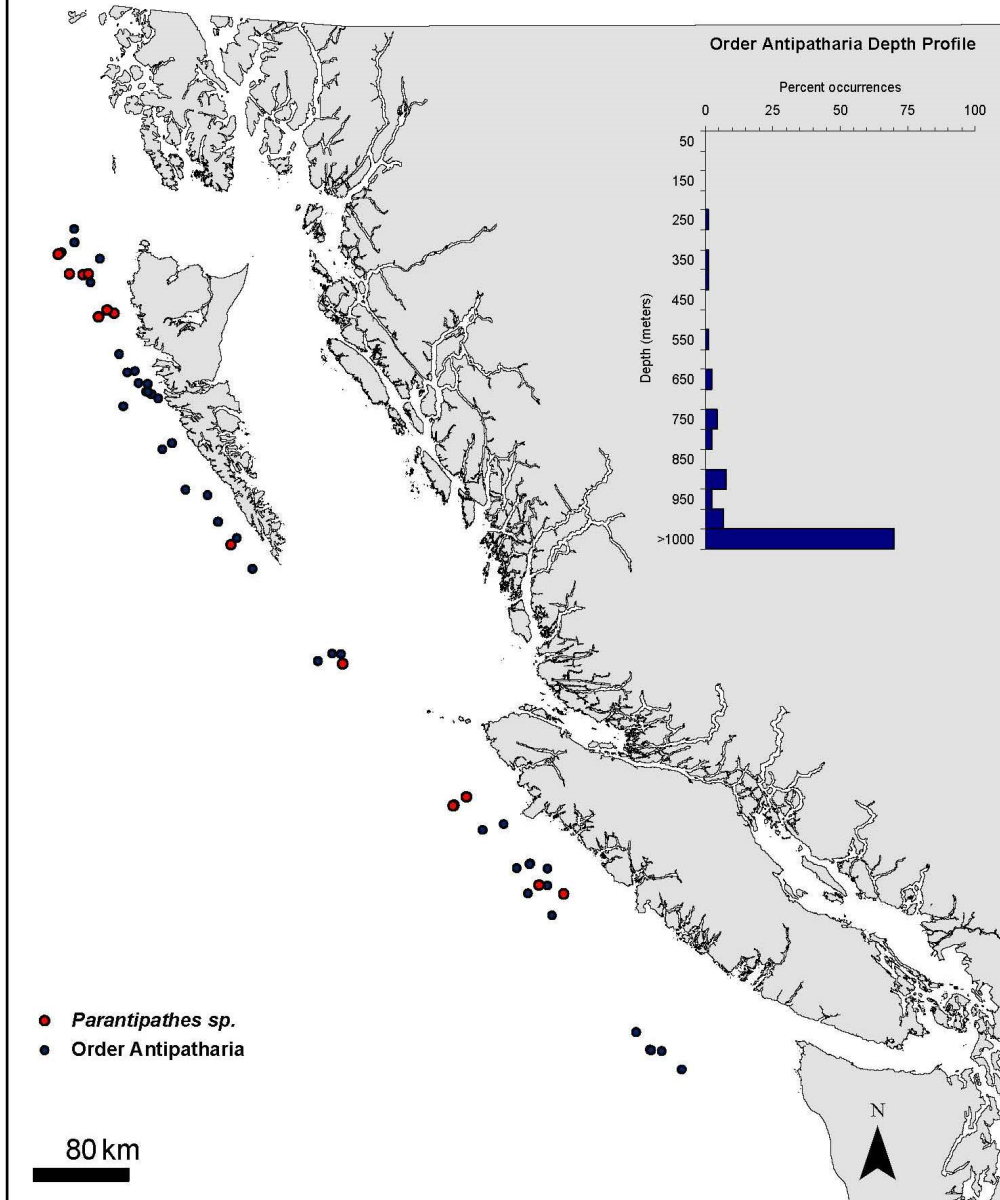 Order Antipatharia Depth Profile
Percent occurrences
0 25 50 75 100
Depth (meters)
50
150
250
350
450
550
650
750
850
950
>1000
Parantipathes sp.
Order Antipatharia
80 km
N